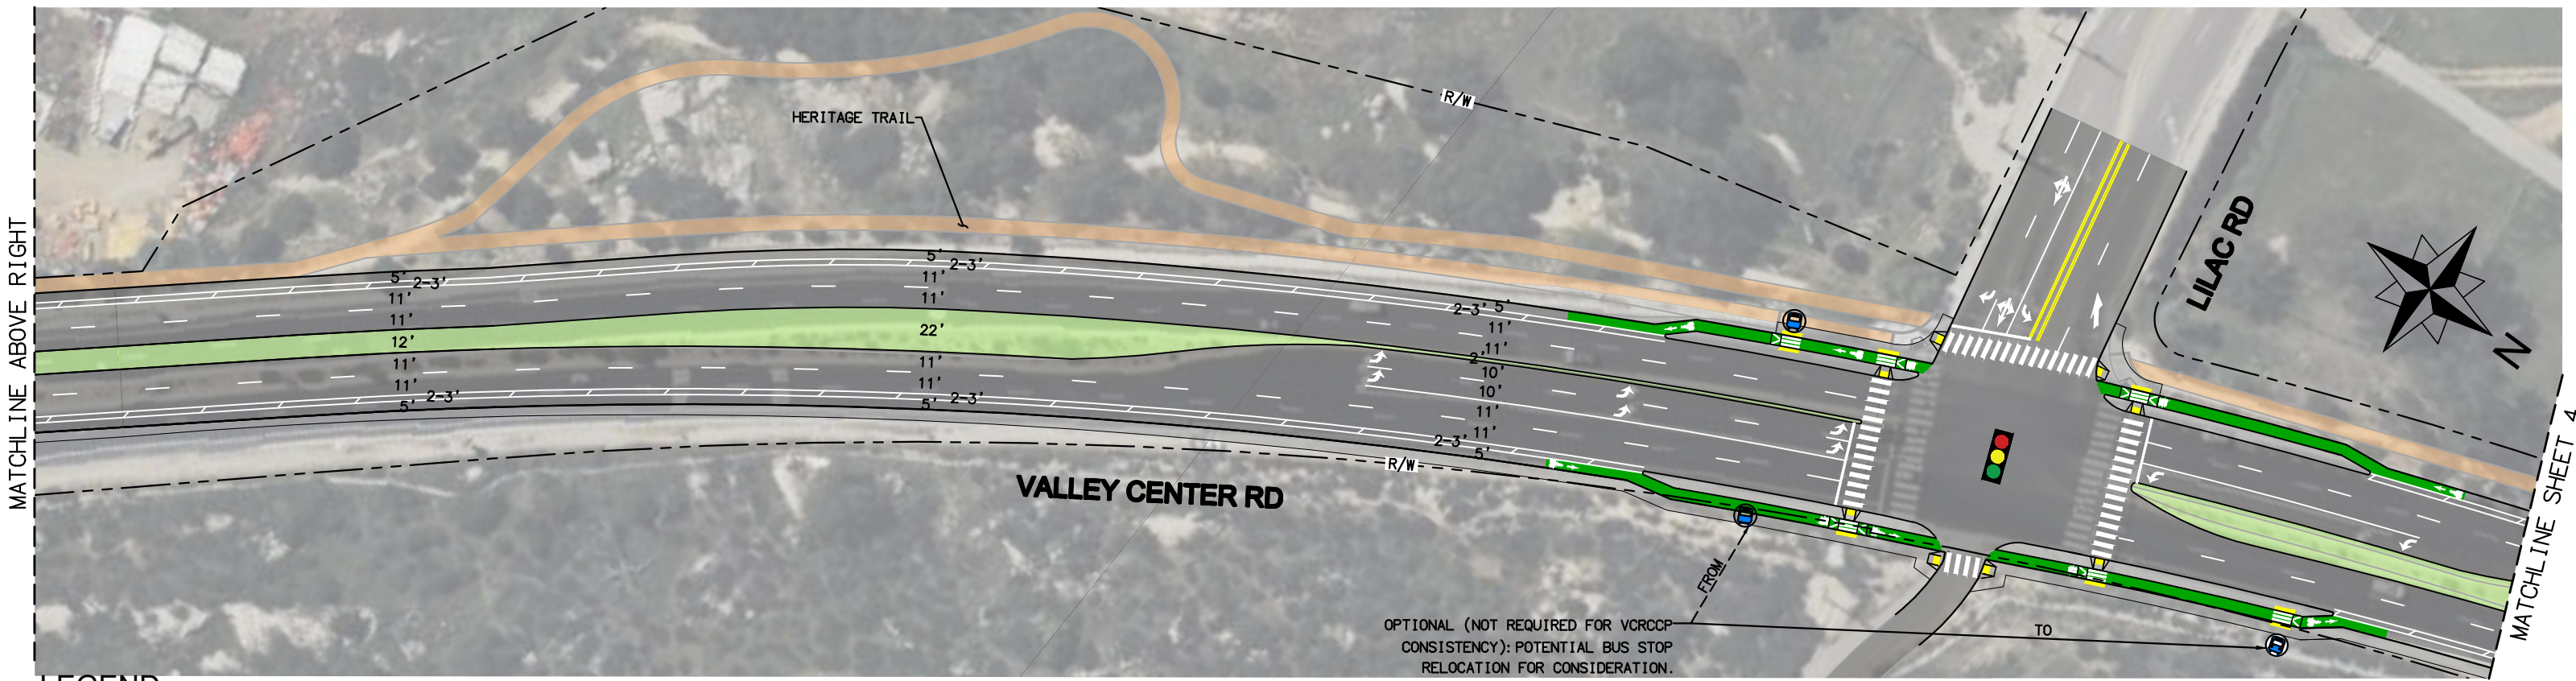 MATCHLINE ABOVE RIGHT
HERITAGE TRAIL
R/W
LILAC RD
N
5'
2-3'
11'
11'
12'
11'
11'
2-3'
5'
5'
2-3'
11'
11'
22'
11'
11'
2-3'
5'
2-3'
5'
11'
11'
2'
10'
10'
11'
11'
2-3'
5'
R/W
VALLEY CENTER RD
FROM
OPTIONAL (NOT REQUIRED FOR VCRCCP
CONSISTENCY): POTENTIAL BUS STOP
RELOCATION FOR CONSIDERATION.
TO
MATCHLINE SHEET 4
LEGEND